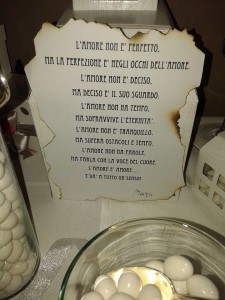 L'AMORE NON E' PERFETTO,
MA LA PERFEZIONE E' NEGLI OCCHI DELL'AMORE.
L'AMORE NON E' DECISO,
MA DECISO E' IL SUO SGUARDO.
L'AMORE NON HA TEMPO,
MA SOPRAVVIVE L'ETERNITA'.
L'AMORE NON E' TRANQUILLO,
MA SUPERA OSTACOLI E TEMPO.
L'AMORE NON HA PAROLE,
MA PARLA CON LA VOCE DEL CUORE.
L'AMORE E' AMORE...
E DA' A TUTTO UN SENSO!